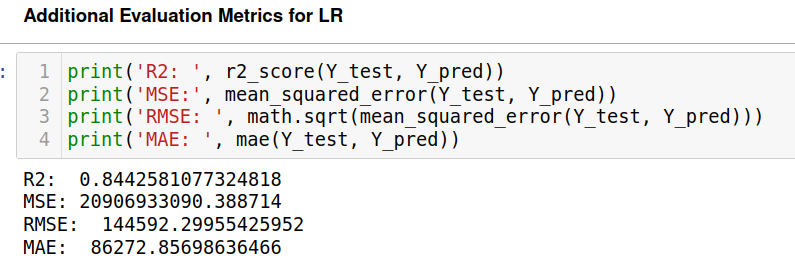 Additional Evaluation Metrics for LR
:
1 print('R2: ', r2_score(Y_test, Y_pred))
2 print('MSE:', mean_squared_error(Y_test, Y_pred))
3 print('RMSE: ', math.sqrt(mean_squared_error(Y_test, Y_pred)))
4 print('MAE: ', mae(Y_test, Y_pred))
R2:  0.8442581077324818
MSE: 20906933090.388714
RMSE:  144592.29955425952
MAE:  86272.85698636466